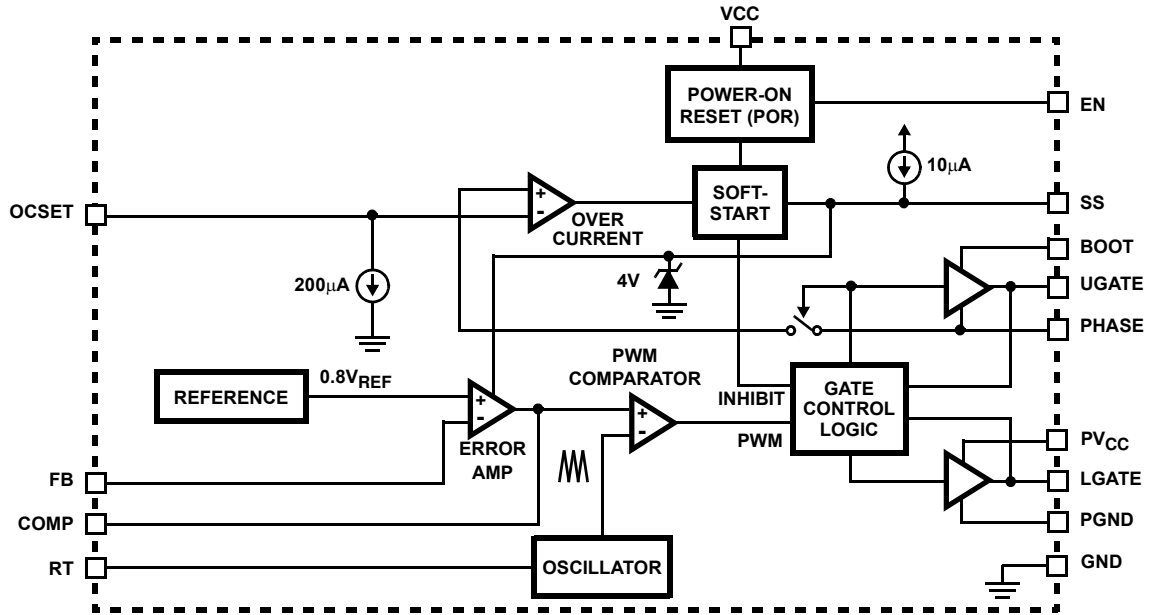 VCC
POWER-ON
RESET (POR)
EN
10μA
SOFT-
START
SS
OCSET
+
-
OVER
CURRENT
BOOT
200μA
4V
UGATE
PHASE
PWM
COMPARATOR
0.8VREF
REFERENCE
+
-
+
-
INHIBIT
GATE
CONTROL
LOGIC
PWM
ERROR
AMP
PVCC
FB
LGATE
COMP
PGND
RT
OSCILLATOR
GND